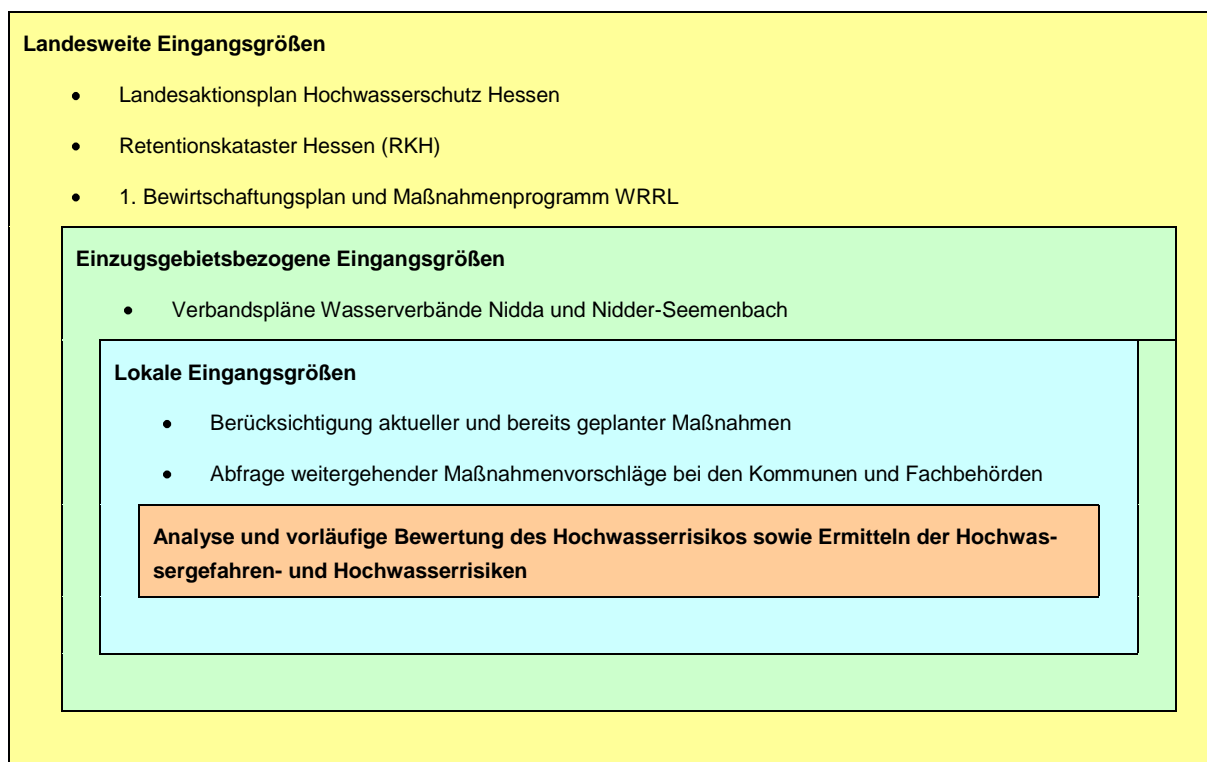 Landesweite Eingangsgrößen
• Landesaktionsplan Hochwasserschutz Hessen
• Retentionskataster Hessen (RKH)
• 1. Bewirtschaftungsplan und Maßnahmenprogramm WRRL
Einzugsgebietsbezogene Eingangsgrößen
• Verbandspläne Wasserverbände Nidda und Nidder-Seemenbach
Lokale Eingangsgrößen
• Berücksichtigung aktueller und bereits geplanter Maßnahmen
• Abfrage weitergehender Maßnahmenvorschläge bei den Kommunen und Fachbehörden
Analyse und vorläufige Bewertung des Hochwasserrisikos sowie Ermitteln der Hochwas-
sergefahren- und Hochwasserrisiken